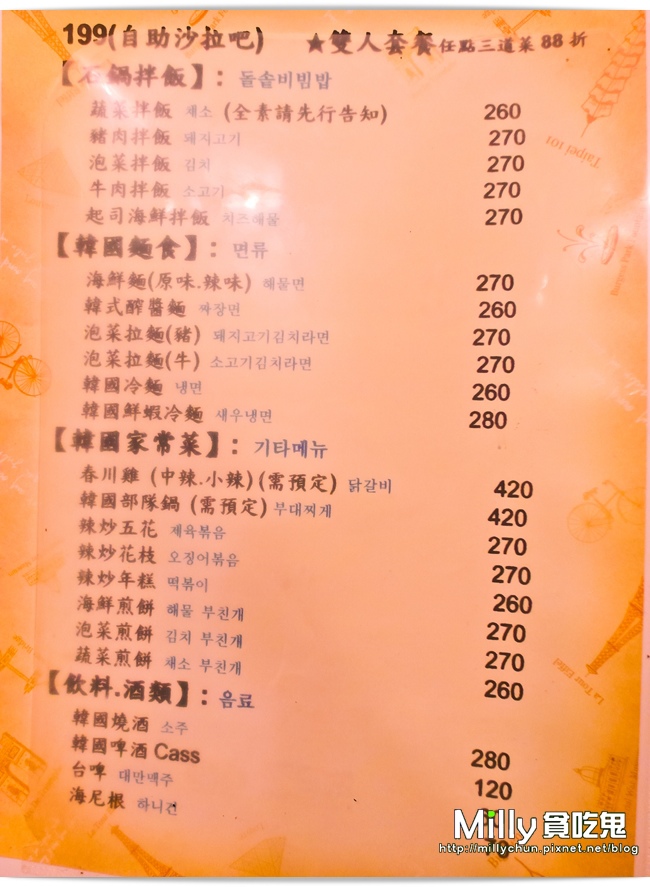 199(自助沙拉吧) ★雙人套餐任點三道菜 88 折
【石鍋拌飯】: 돌솥비빔밥
蔬菜拌飯 채소 (全素請先行告知) 260
豬肉拌飯 돼지고기 270
泡菜拌飯 김치 270
牛肉拌飯 소고기 270
起司海鮮拌飯 치즈해물 270
【韓國麵食】: 면류
海鮮麵(原味.辣味) 해물면 270
韓式醡醬麵 짜장면 260
泡菜拉麵(豬) 돼지고기김치라면 270
泡菜拉麵(牛) 소고기김치라면 270
韓國冷麵 냉면 260
韓國鮮蝦冷麵 새우냉면 280
【韓國家常菜】: 기타메뉴
春川雞 (中辣.小辣)(需預定) 닭갈비 420
韓國部隊鍋 (需預定) 부대찌개 420
辣炒五花 제육볶음 270
辣炒花枝 오징어볶음 270
辣炒年糕 떡볶이 260
海鮮煎餅 해물 부친개 270
泡菜煎餅 김치 부친개 270
蔬菜煎餅 채소 부친개 260
【飲料.酒類】: 음료
韓國燒酒 소주 280
韓國啤酒 Cass 120
台啤 대만맥주
海尼根 하니건
Taipei 101
La Tour Eiffel
Milly 貪吃鬼
http://millychun.pixnet.net/blog